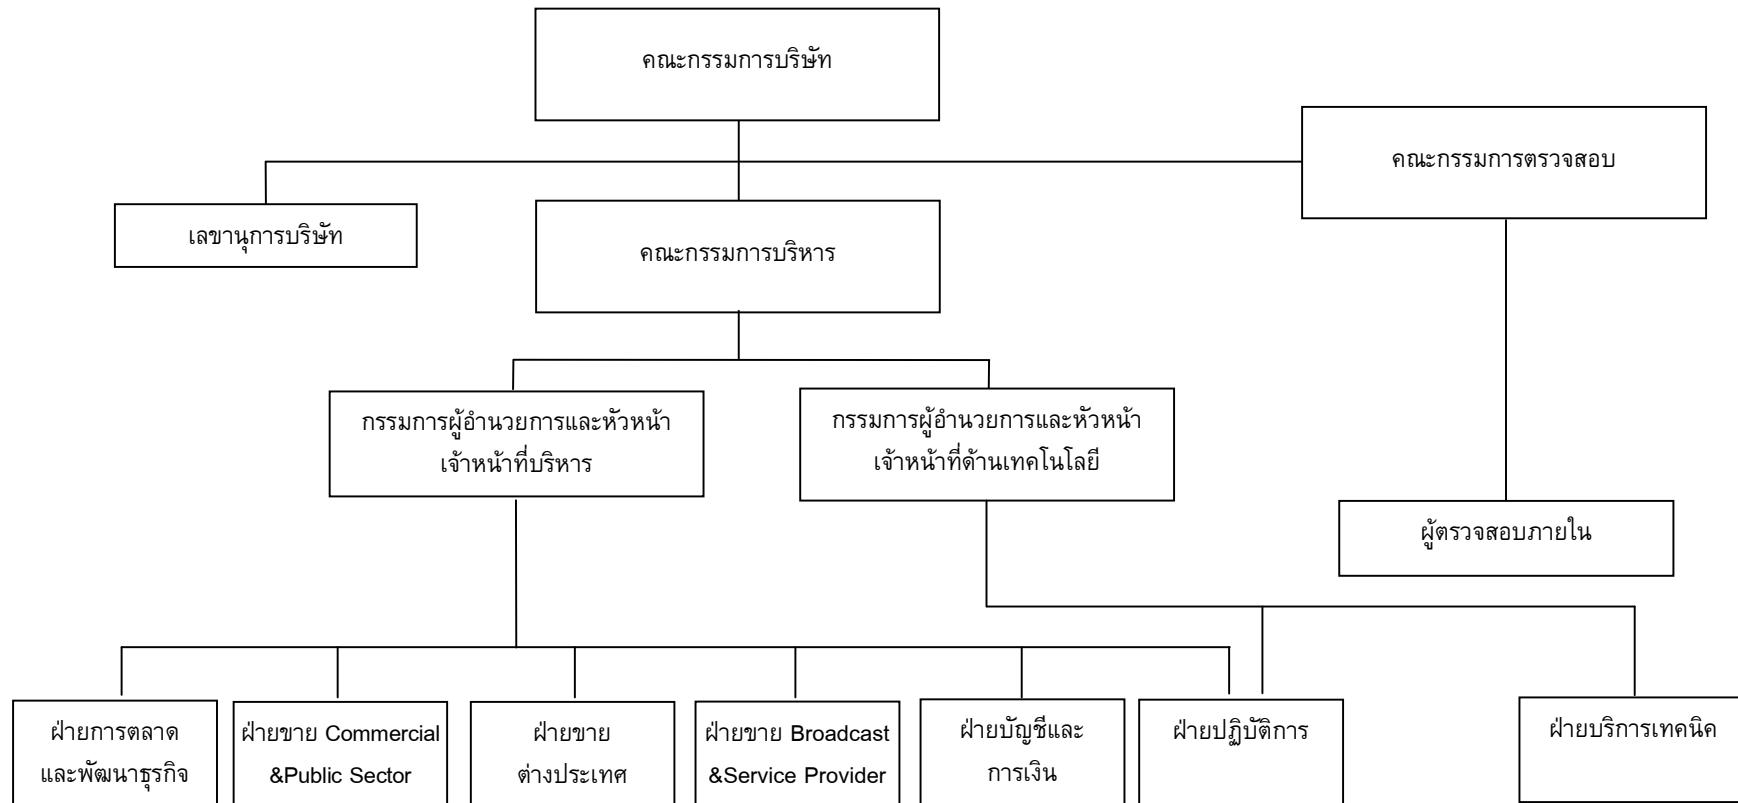 คณะกรรมการบริษัท
คณะกรรมการตรวจสอบ
เลขานุการบริษัท
คณะกรรมการบริหาร
กรรมการผู้อำนวยการและหัวหน้า
เจ้าหน้าที่บริหาร
กรรมการผู้อำนวยการและหัวหน้า
เจ้าหน้าที่ด้านเทคโนโลยี
ผู้ตรวจสอบภายใน
ฝ่ายการตลาด
และพัฒนาธุรกิจ
ฝ่ายขาย Commercial
&Public Sector
ฝ่ายขาย
ต่างประเทศ
ฝ่ายขาย Broadcast
&Service Provider
ฝ่ายบัญชีและ
การเงิน
ฝ่ายปฏิบัติการ
ฝ่ายบริการเทคนิค